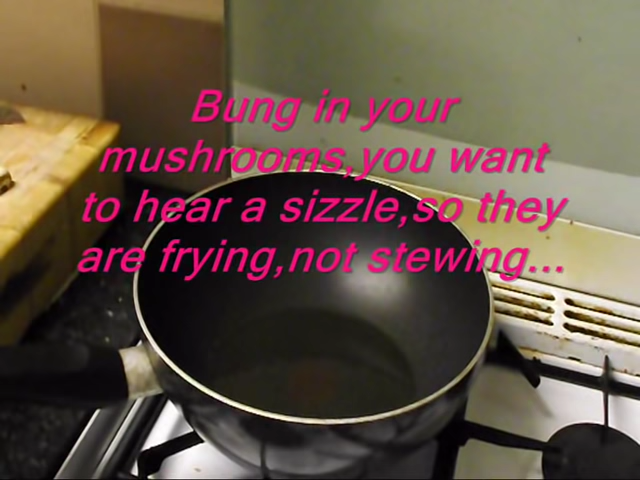 Bung in your
mushrooms,you want
to hear a sizzle,so they
are frying,not stewing...